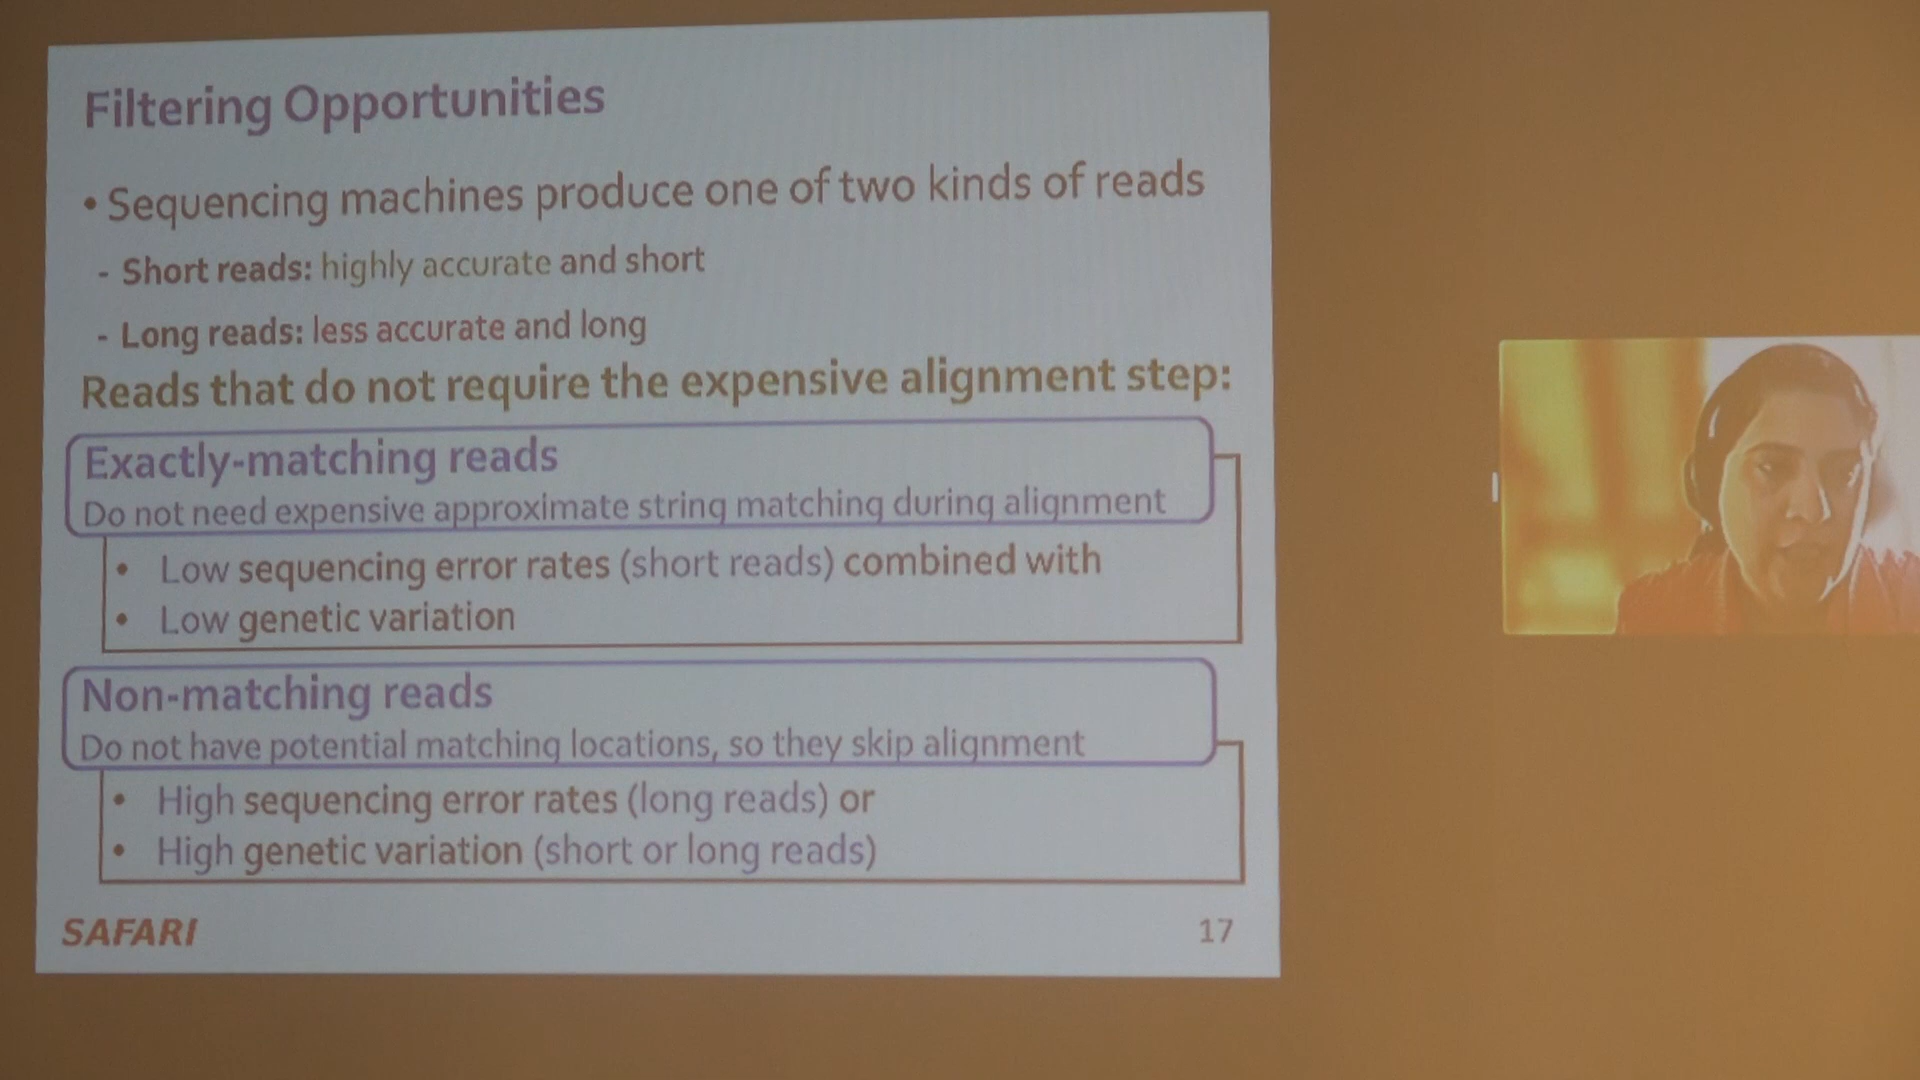 Filtering Opportunities
• Sequencing machines produce one of two kinds of reads
- Short reads: highly accurate and short
- Long reads: less accurate and long
Reads that do not require the expensive alignment step:
Exactly-matching reads
Do not need expensive approximate string matching during alignment
• Low sequencing error rates (short reads) combined with
• Low genetic variation
Non-matching reads
Do not have potential matching locations, so they skip alignment
• High sequencing error rates (long reads) or
• High genetic variation (short or long reads)
SAFARI
17